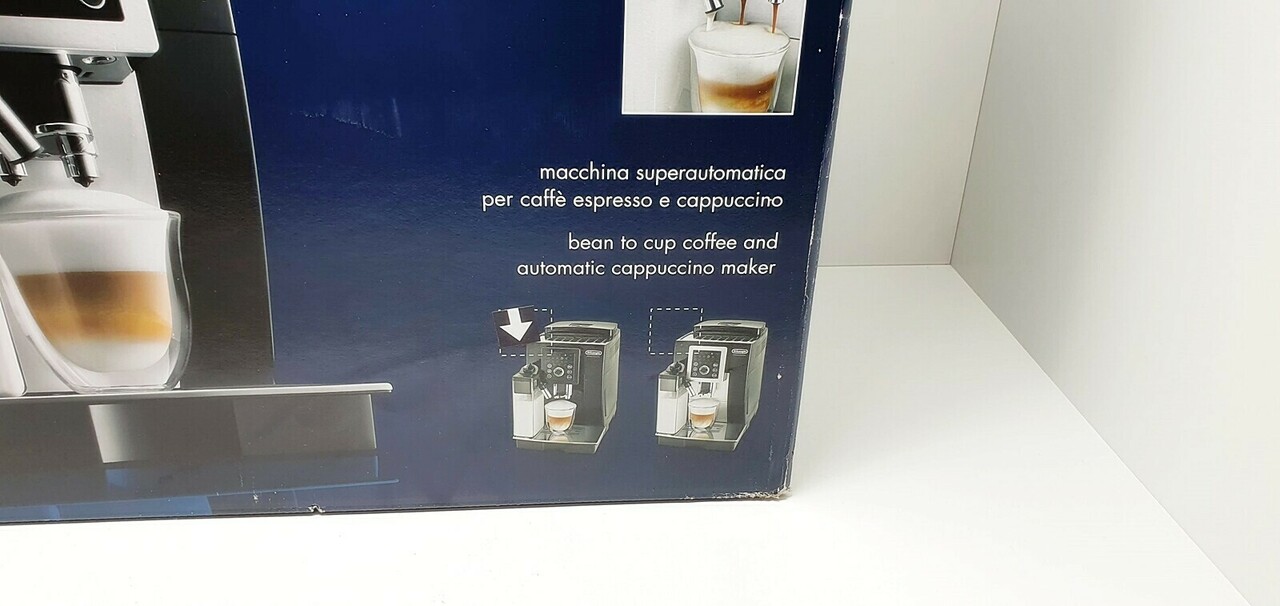 macchina superautomatica
per caffè espresso e cappuccino
bean to cup coffee and
automatic cappuccino maker